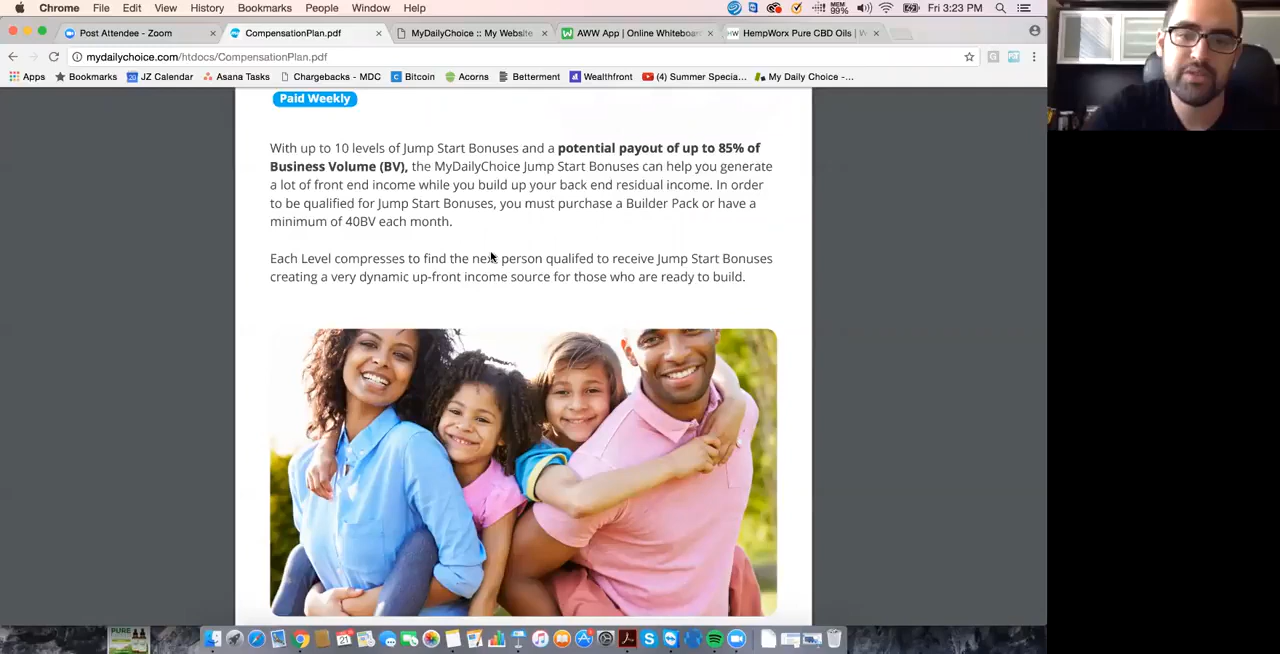 Chrome File Edit View History Bookmarks People Window Help MEM 99% Fri 3:23 PM
Post Attendee - Zoom CompensationPlan.pdf MyDailyChoice :: My Website AWW App | Online Whiteboa HempWorx Pure CBD Oils | W
mydailychoice.com/htdocs/CompensationPlan.pdf
Apps Bookmarks JZ Calendar Asana Tasks Chargebacks - MDC Bitcoin Acorns Betterment Wealthfront (4) Summer Specia... My Daily Choice -...
Paid Weekly
With up to 10 levels of Jump Start Bonuses and a potential payout of up to 85% of
Business Volume (BV), the MyDailyChoice Jump Start Bonuses can help you generate
a lot of front end income while you build up your back end residual income. In order
to be qualified for Jump Start Bonuses, you must purchase a Builder Pack or have a
minimum of 40BV each month.
Each Level compresses to find the next person qualifed to receive Jump Start Bonuses
creating a very dynamic up-front income source for those who are ready to build.
PURE